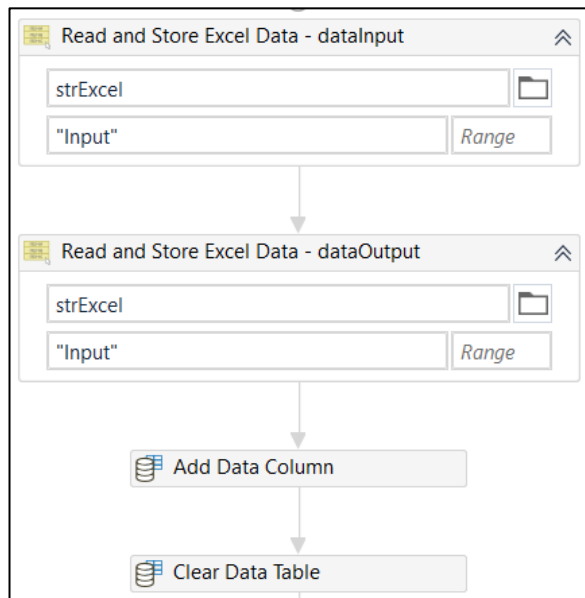 Read and Store Excel Data - dataInput
strExcel
"Input"
Range
Read and Store Excel Data - dataOutput
strExcel
"Input"
Range
Add Data Column
Clear Data Table